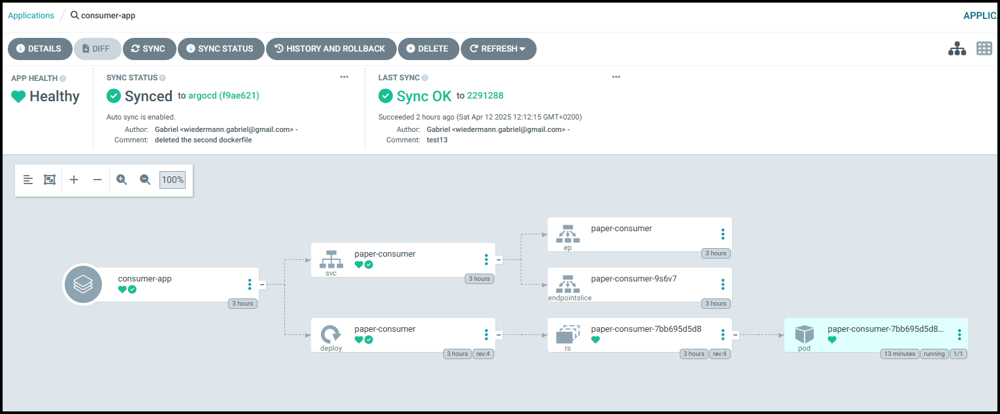 Applications / consumer-app
APPLIC
DETAILS DIFF SYNC SYNC STATUS HISTORY AND ROLLBACK DELETE REFRESH
APP HEALTH
Healthy
SYNC STATUS
Synced to argocd (f9ae621)
Auto sync is enabled.
Author: Gabriel <wiedermann.gabriel@gmail.com> -
Comment: deleted the second dockerfile
LAST SYNC
Sync OK to 2291288
Succeeded 2 hours ago (Sat Apr 12 2025 12:12:15 GMT+0200)
Author: Gabriel <wiedermann.gabriel@gmail.com> -
Comment: test13
100%
consumer-app
3 hours
paper-consumer
svc
3 hours
paper-consumer
deploy
3 hours rev:4
paper-consumer
ep
3 hours
paper-consumer-9s6v7
endpointslice
3 hours
paper-consumer-7bb695d5d8
rs
3 hours rev:4
paper-consumer-7bb695d5d8...
pod
13 minutes running 1/1